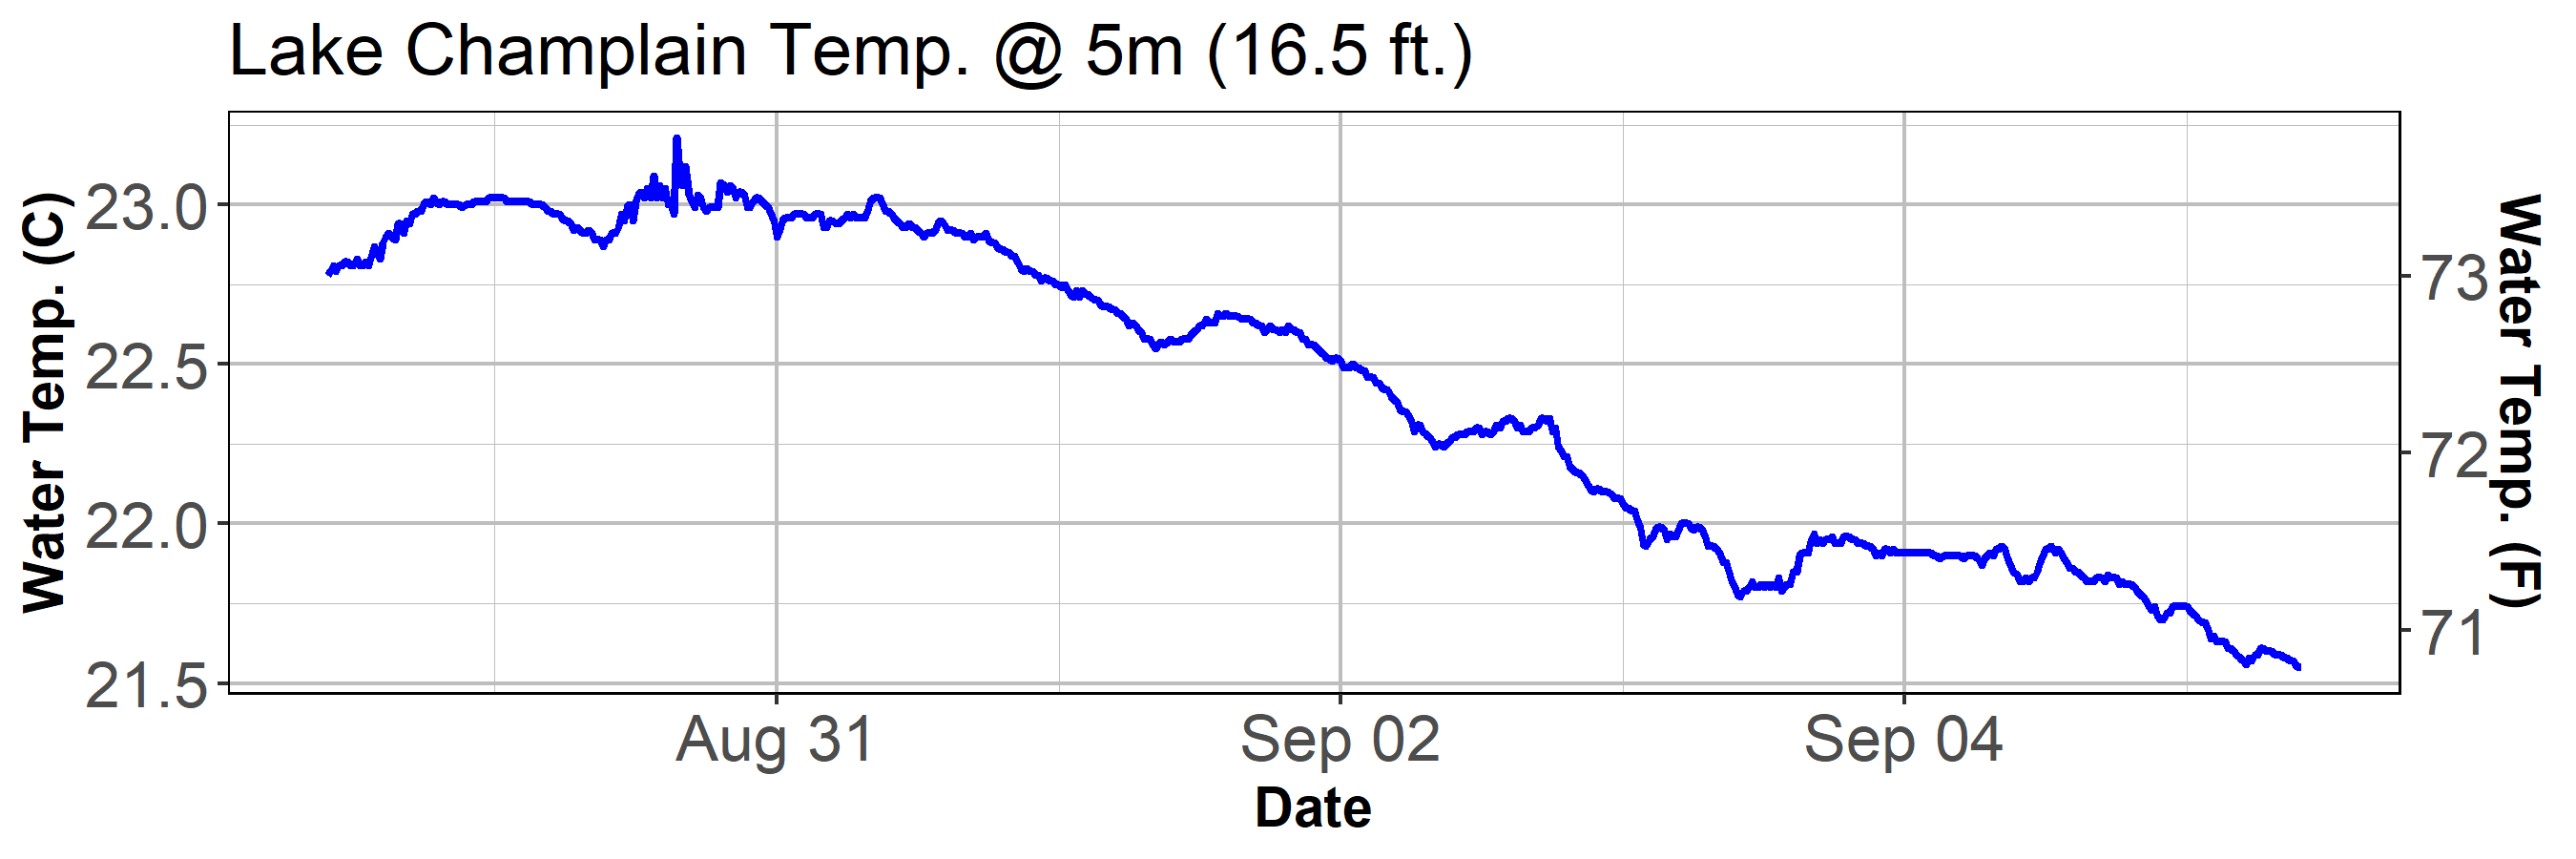 Lake Champlain Temp. @ 5m (16.5 ft.)
Water Temp. (C)
23.0
22.5
22.0
21.5
Water Temp. (F)
73
72
71
Aug 31
Sep 02
Sep 04
Date